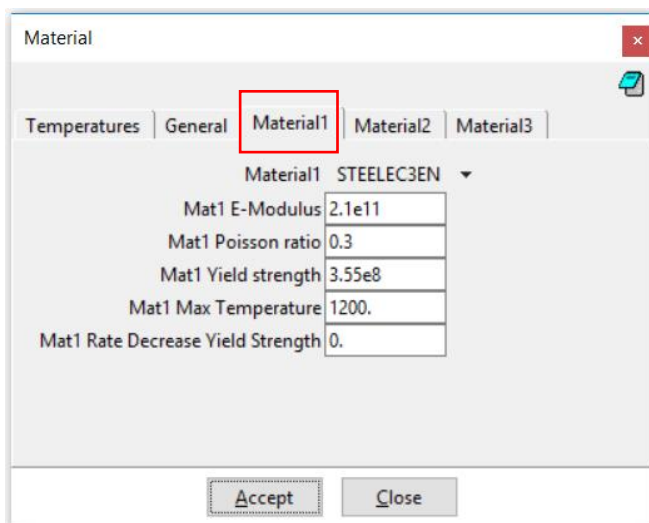 Material
Temperatures General Material1 Material2 Material3
Material1 STEELEC3EN
Mat1 E-Modulus 2.1e11
Mat1 Poisson ratio 0.3
Mat1 Yield strength 3.55e8
Mat1 Max Temperature 1200.
Mat1 Rate Decrease Yield Strength 0.
Accept Close